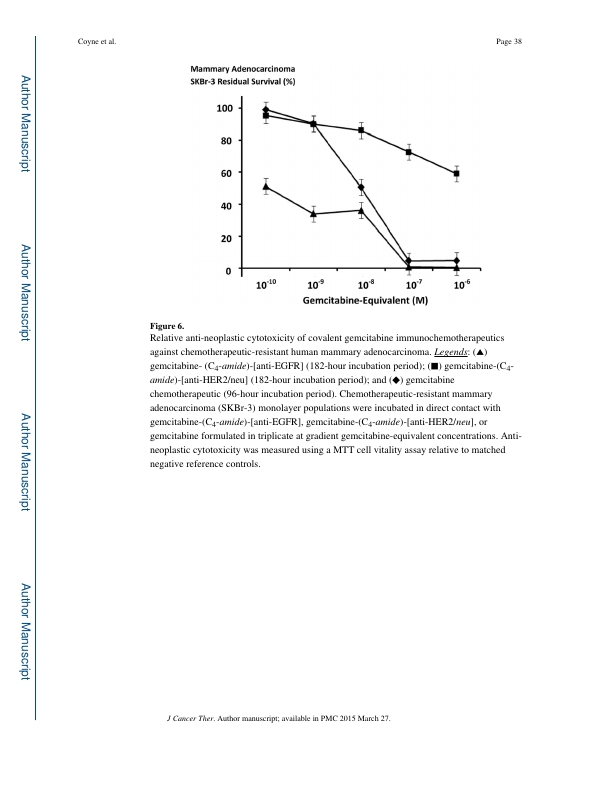 Coyne et al.
Page 38
Author Manuscript
Author Manuscript
Author Manuscript
Author Manuscript
Mammary Adenocarcinoma
SKBr-3 Residual Survival (%)
100
80
60
40
20
0
10-10
10-9
10-8
10-7
10-6
Gemcitabine-Equivalent (M)
Figure 6.
Relative anti-neoplastic cytotoxicity of covalent gemcitabine immunochemotherapeutics
against chemotherapeutic-resistant human mammary adenocarcinoma. Legends: (▲)
gemcitabine- (C4-amide)-[anti-EGFR] (182-hour incubation period); (■) gemcitabine-(C4-
amide)-[anti-HER2/neu] (182-hour incubation period); and (◆) gemcitabine
chemotherapeutic (96-hour incubation period). Chemotherapeutic-resistant mammary
adenocarcinoma (SKBr-3) monolayer populations were incubated in direct contact with
gemcitabine-(C4-amide)-[anti-EGFR], gemcitabine-(C4-amide)-[anti-HER2/neu], or
gemcitabine formulated in triplicate at gradient gemcitabine-equivalent concentrations. Anti-
neoplastic cytotoxicity was measured using a MTT cell vitality assay relative to matched
negative reference controls.
J Cancer Ther. Author manuscript; available in PMC 2015 March 27.